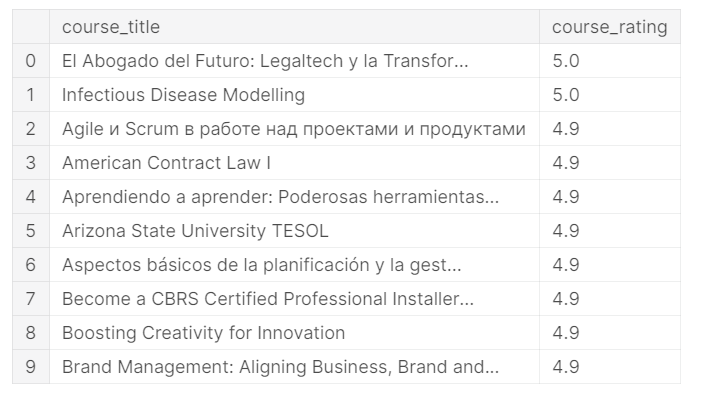 course_title course_rating
0 El Abogado del Futuro: Legaltech y la Transfor... 5.0
1 Infectious Disease Modelling 5.0
2 Agile и Scrum в работе над проектами и продуктами 4.9
3 American Contract Law I 4.9
4 Aprendiendo a aprender: Poderosas herramientas... 4.9
5 Arizona State University TESOL 4.9
6 Aspectos básicos de la planificación y la gest... 4.9
7 Become a CBRS Certified Professional Installer... 4.9
8 Boosting Creativity for Innovation 4.9
9 Brand Management: Aligning Business, Brand and... 4.9